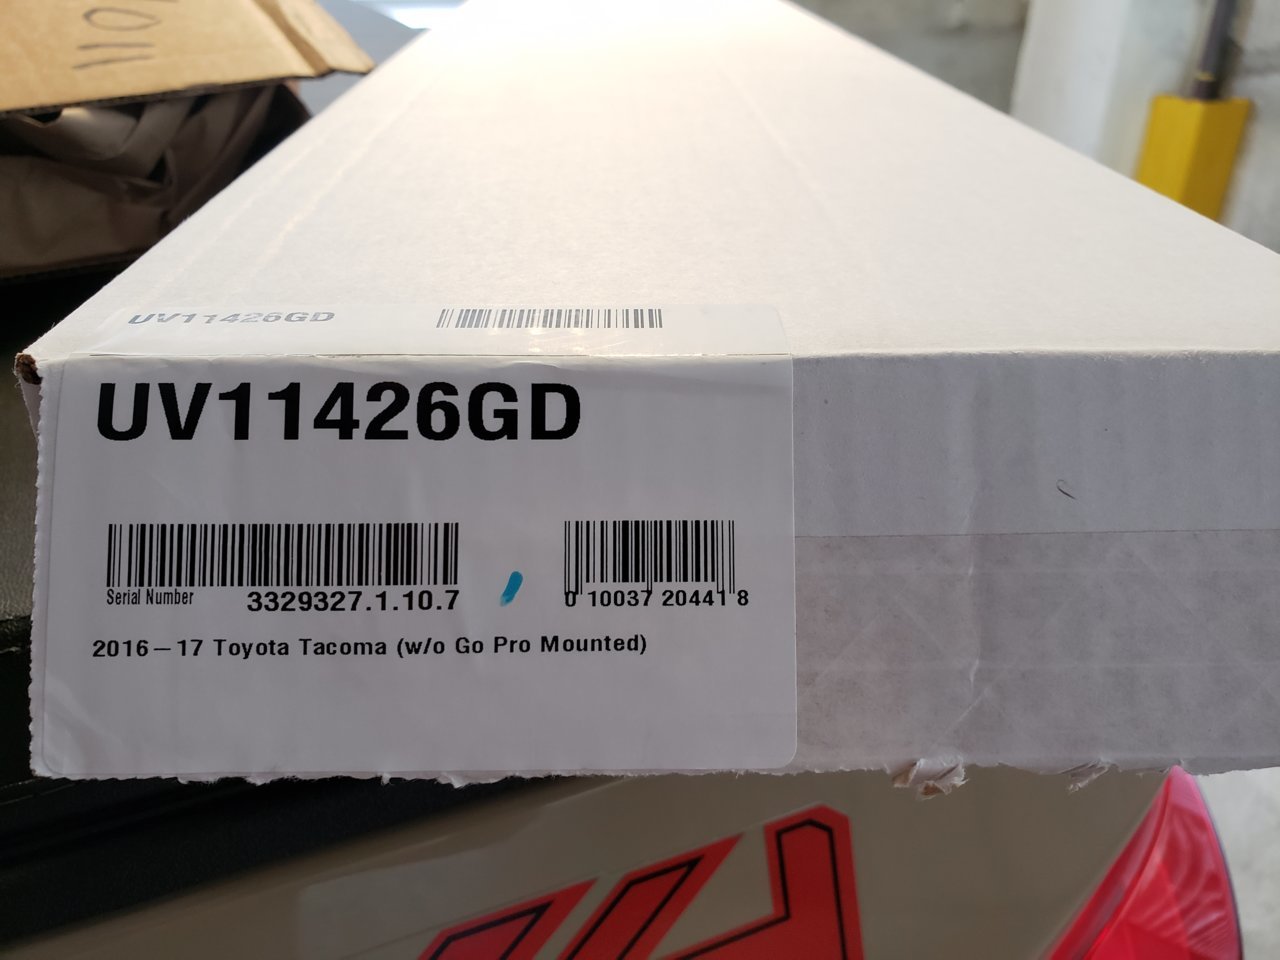 1101
UV11426GD
UV11426GD
Serial Number 3329327.1.10.7
0 10037 20441 8
2016–17 Toyota Tacoma (w/o Go Pro Mounted)